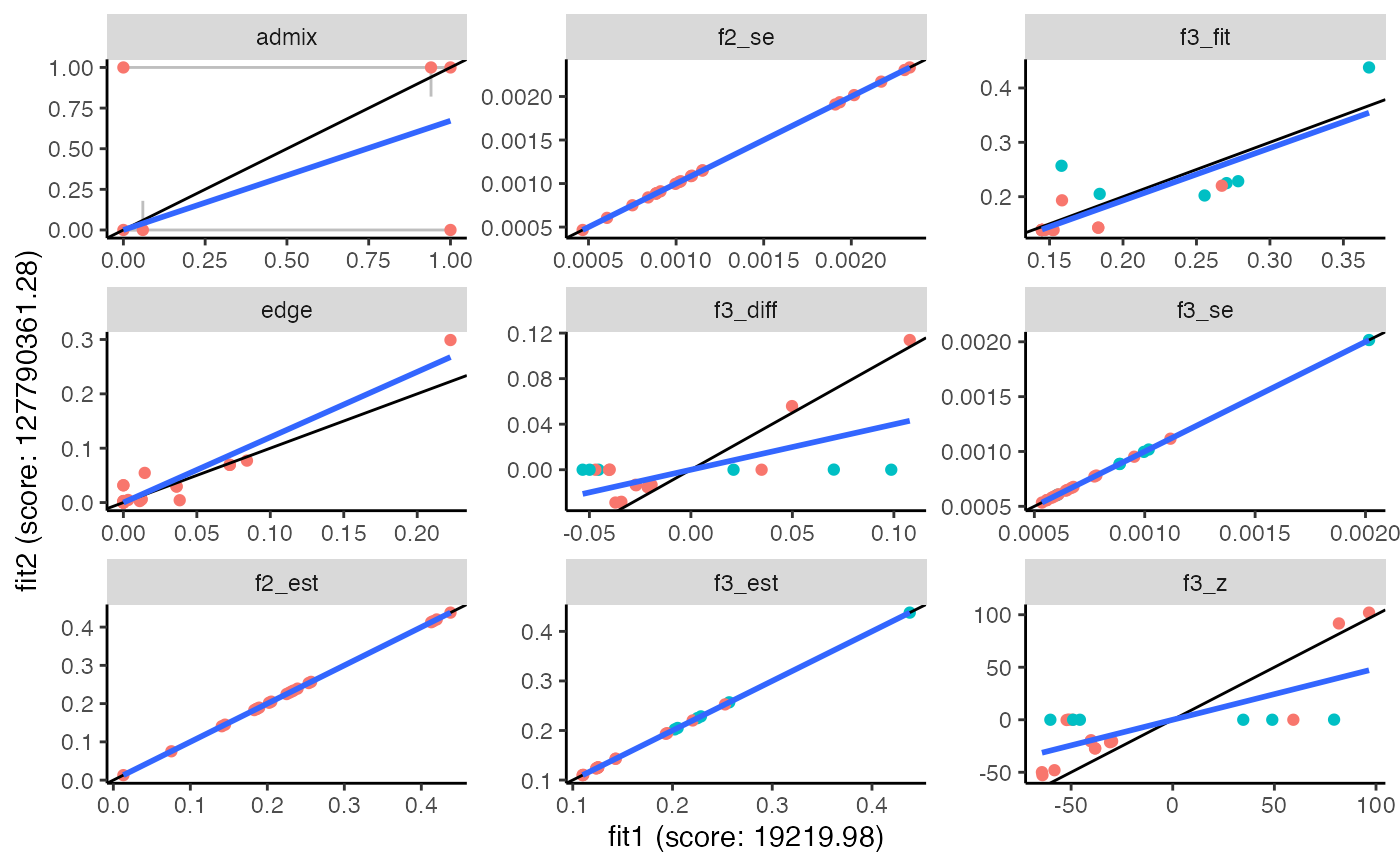 admix
f2_se
f3_fit
1.00
0.75
0.50
0.25
0.00
0.00 0.25 0.50 0.75 1.00
0.0020
0.0015
0.0010
0.0005
0.0005 0.0010 0.0015 0.0020
0.4
0.3
0.2
0.15 0.20 0.25 0.30 0.35
edge
f3_diff
f3_se
0.3
0.2
0.1
0.0
0.00 0.05 0.10 0.15 0.20
0.12
0.08
0.04
0.00
-0.05 0.00 0.05 0.10
0.0020
0.0015
0.0010
0.0005
0.0005 0.0010 0.0015 0.0020
f2_est
f3_est
f3_z
0.4
0.3
0.2
0.1
0.0
0.0 0.1 0.2 0.3 0.4
0.4
0.3
0.2
0.1
0.1 0.2 0.3 0.4
100
50
0
-50
-50 0 50 100
fit2 (score: 127790361.28)
fit1 (score: 19219.98)